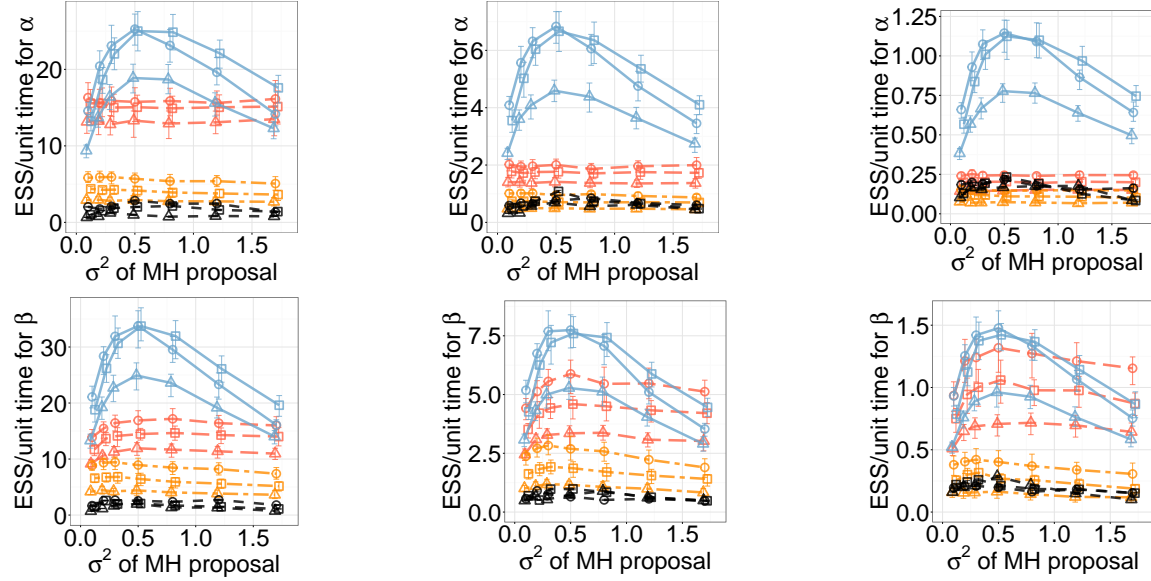 ESS/unit time for α
20
10
0
0.0 0.5 1.0 1.5
σ² of MH proposal
ESS/unit time for α
6
4
2
0
0.0 0.5 1.0 1.5
σ² of MH proposal
ESS/unit time for α
1.25
1.00
0.75
0.50
0.25
0.00
0.0 0.5 1.0 1.5
σ² of MH proposal
ESS/unit time for β
30
20
10
0
0.0 0.5 1.0 1.5
σ² of MH proposal
ESS/unit time for β
7.5
5.0
2.5
0.0
0.0 0.5 1.0 1.5
σ² of MH proposal
ESS/unit time for β
1.5
1.0
0.5
0.0
0.0 0.5 1.0 1.5
σ² of MH proposal